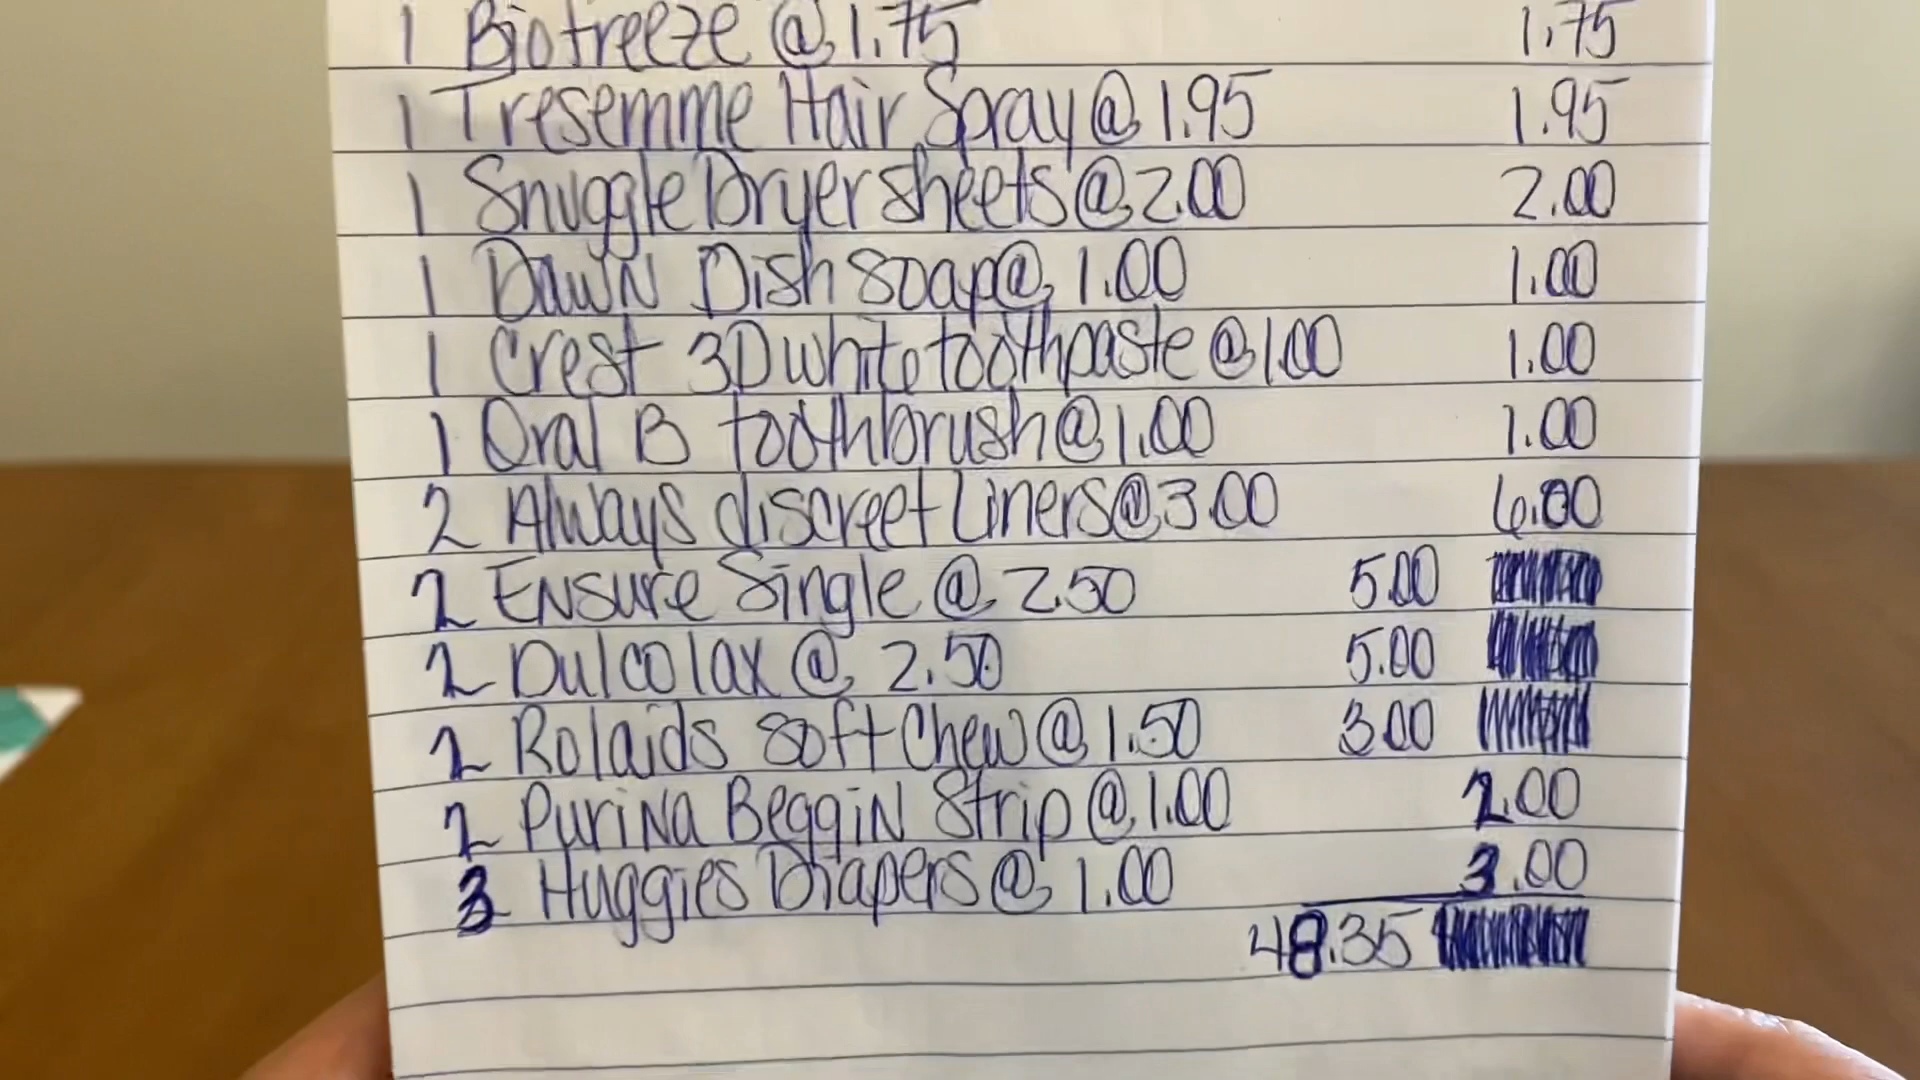 1 Biofreeze @ 1.75 1.75
1 Tresemme Hair Spray @ 1.95 1.95
1 Snuggle Dryer sheets @ 2.00 2.00
1 Dawn Dish soap @ 1.00 1.00
1 Crest 3D white toothpaste @ 1.00 1.00
1 Oral B toothbrush @ 1.00 1.00
2 Always discreet Liners @ 3.00 6.00
2 Ensure Single @ 2.50 5.00
2 Dulcolax @ 2.50 5.00
2 Rolaids Soft Chew @ 1.50 3.00
2 Purina Beggin Strip @ 1.00 2.00
3 Huggies Diapers @ 1.00 3.00
48.35